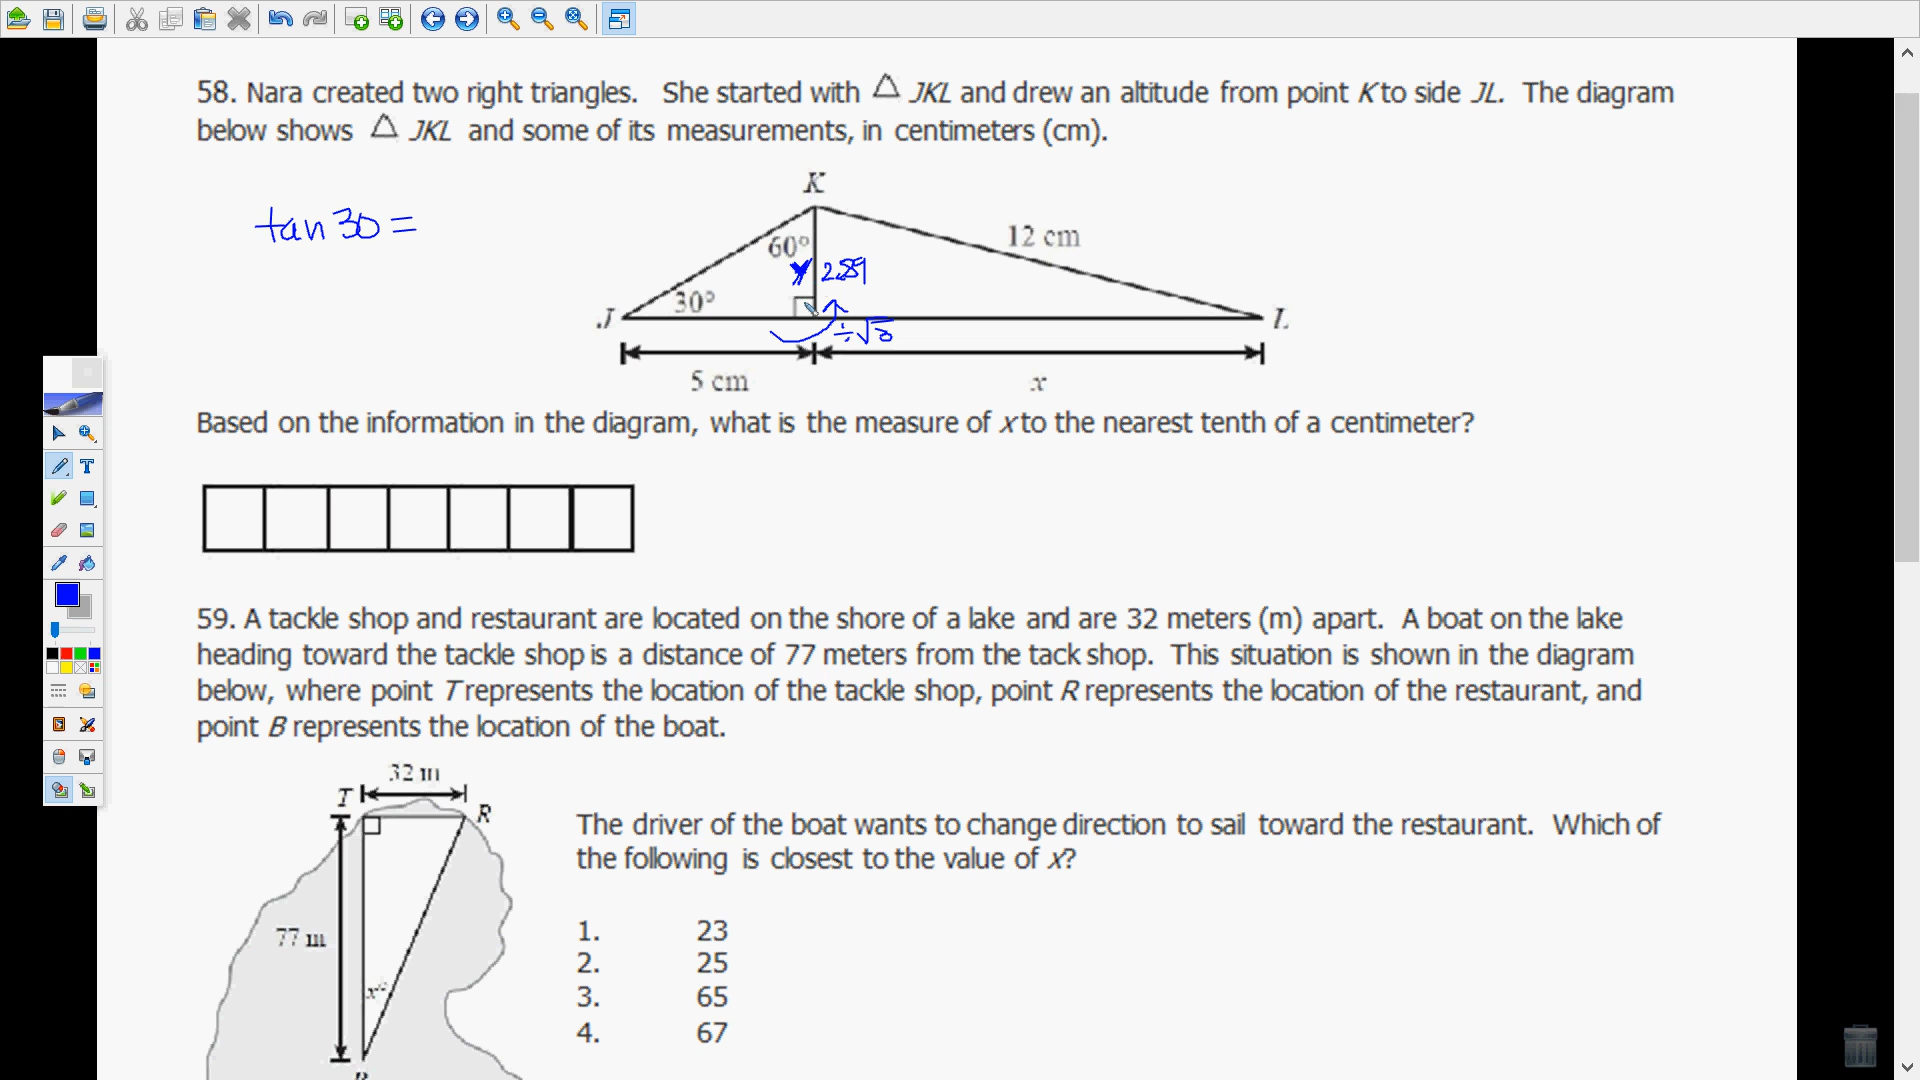 58. Nara created two right triangles. She started with △ JKL and drew an altitude from point K to side JL. The diagram
below shows △ JKL and some of its measurements, in centimeters (cm).
K
tan 30 =
60°
12 cm
2.89
30°
J
L
÷√3
5 cm
x
Based on the information in the diagram, what is the measure of x to the nearest tenth of a centimeter?
59. A tackle shop and restaurant are located on the shore of a lake and are 32 meters (m) apart. A boat on the lake
heading toward the tackle shop is a distance of 77 meters from the tack shop. This situation is shown in the diagram
below, where point T represents the location of the tackle shop, point R represents the location of the restaurant, and
point B represents the location of the boat.
32 m
T
R
The driver of the boat wants to change direction to sail toward the restaurant. Which of
the following is closest to the value of x?
77 m
x°
1. 23
2. 25
3. 65
4. 67